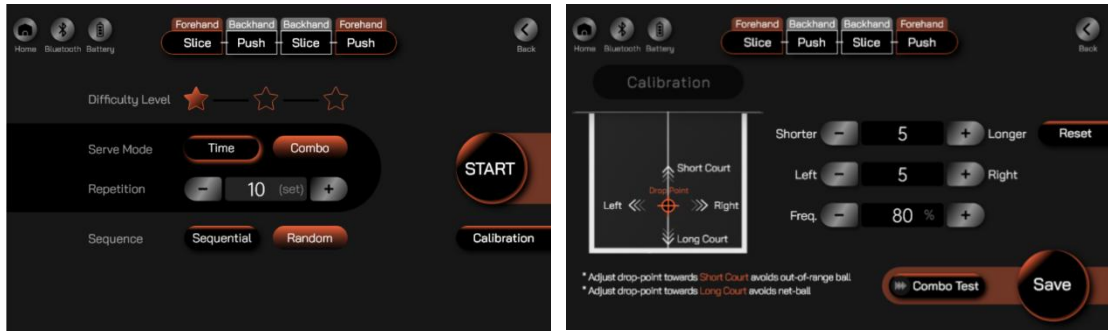 Forehand Backhand Backhand Forehand
Slice Push Slice Push
Home Bluetooth Battery
Back
Difficulty Level
Serve Mode Time Combo
START
Repetition - 10 (set) +
Sequence Sequential Random
Calibration
Forehand Backhand Backhand Forehand
Slice Push Slice Push
Home Bluetooth Battery
Back
Calibration
Shorter - 5 + Longer
Reset
Short Court
Left - 5 + Right
Drop Point
Left Right
Freq. - 80 % +
Long Court
* Adjust drop-point towards Short Court avoids out-of-range ball
* Adjust drop-point towards Long Court avoids net-ball
Combo Test
Save